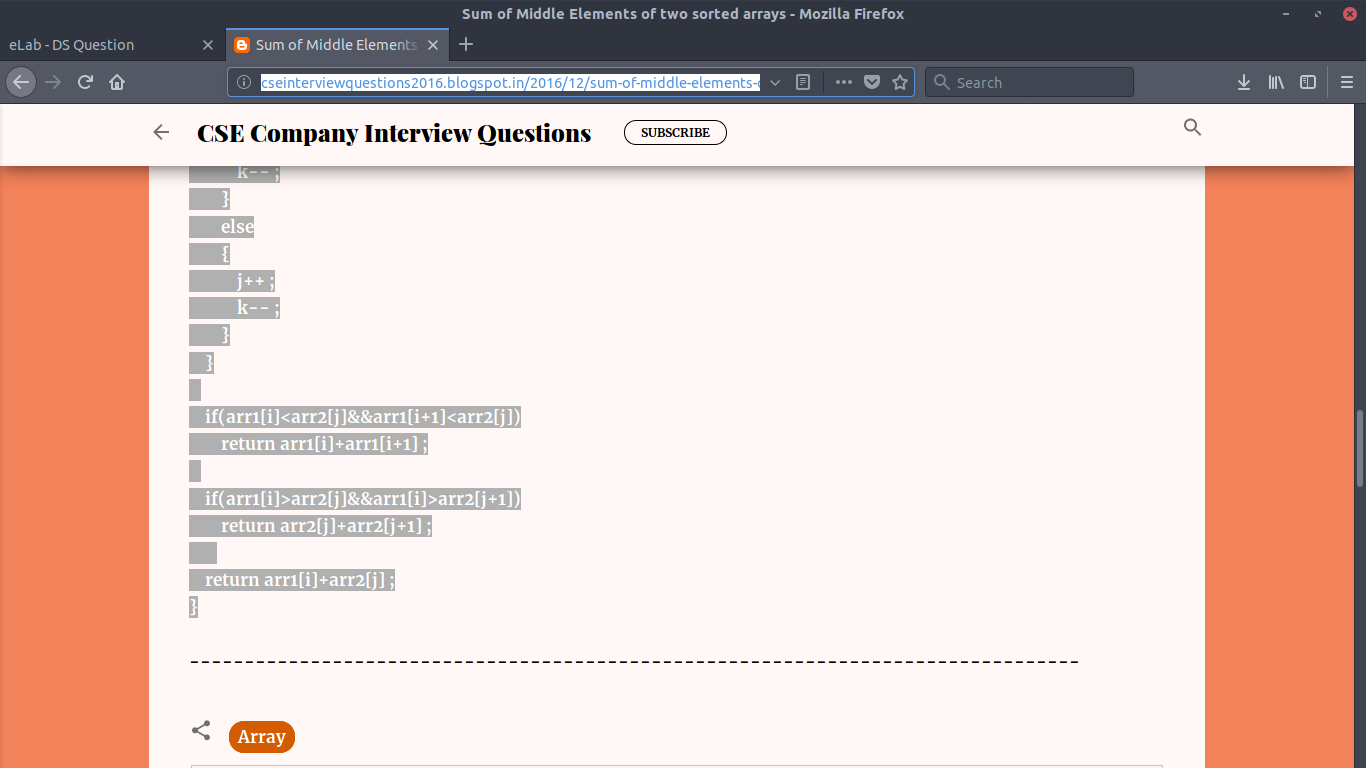 Sum of Middle Elements of two sorted arrays - Mozilla Firefox
eLab - DS Question
Sum of Middle Elements
cseinterviewquestions2016.blogspot.in/2016/12/sum-of-middle-elements-
Search
CSE Company Interview Questions
SUBSCRIBE
k-- ;
}
else
{
j++ ;
k-- ;
}
}
if(arr1[i]<arr2[j]&&arr1[i+1]<arr2[j])
return arr1[i]+arr1[i+1] ;
if(arr1[i]>arr2[j]&&arr1[i]>arr2[j+1])
return arr2[j]+arr2[j+1] ;
return arr1[i]+arr2[j] ;
}
---------------------------------------------------------------------------------
Array